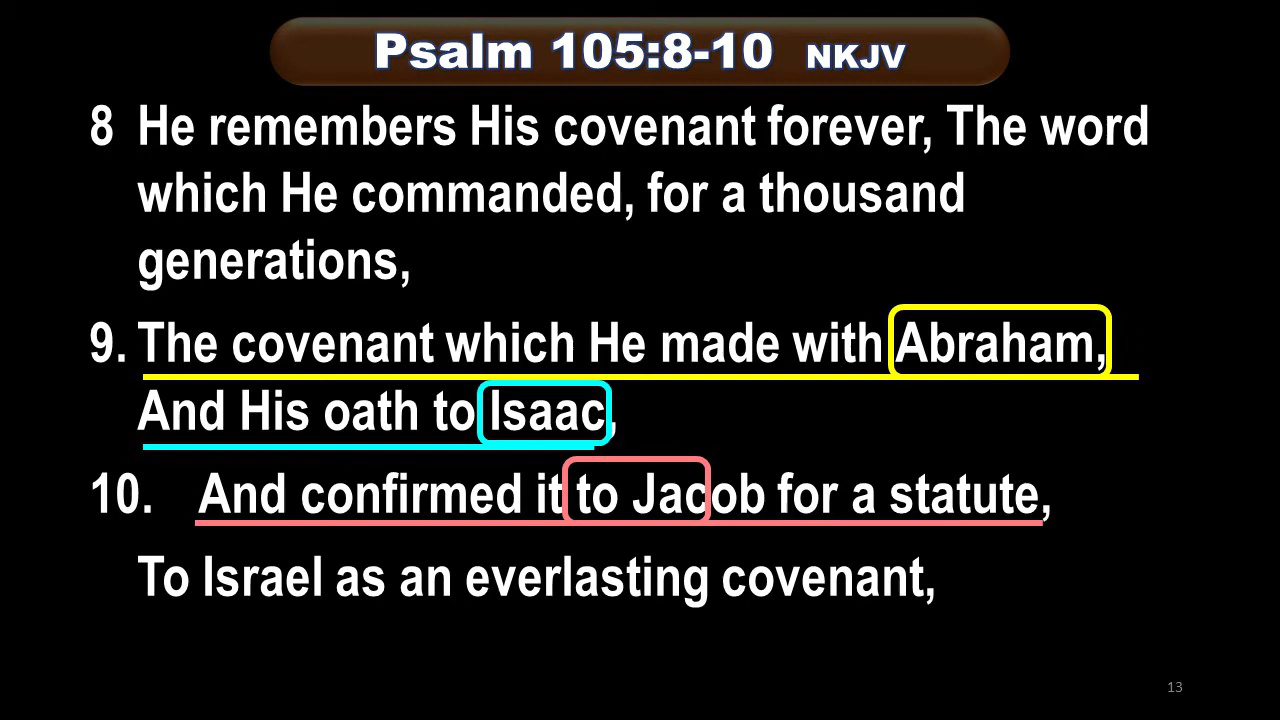 Psalm 105:8-10 NKJV
8 He remembers His covenant forever, The word
which He commanded, for a thousand
generations,
9. The covenant which He made with Abraham,
And His oath to Isaac,
10. And confirmed it to Jacob for a statute,
To Israel as an everlasting covenant,
13